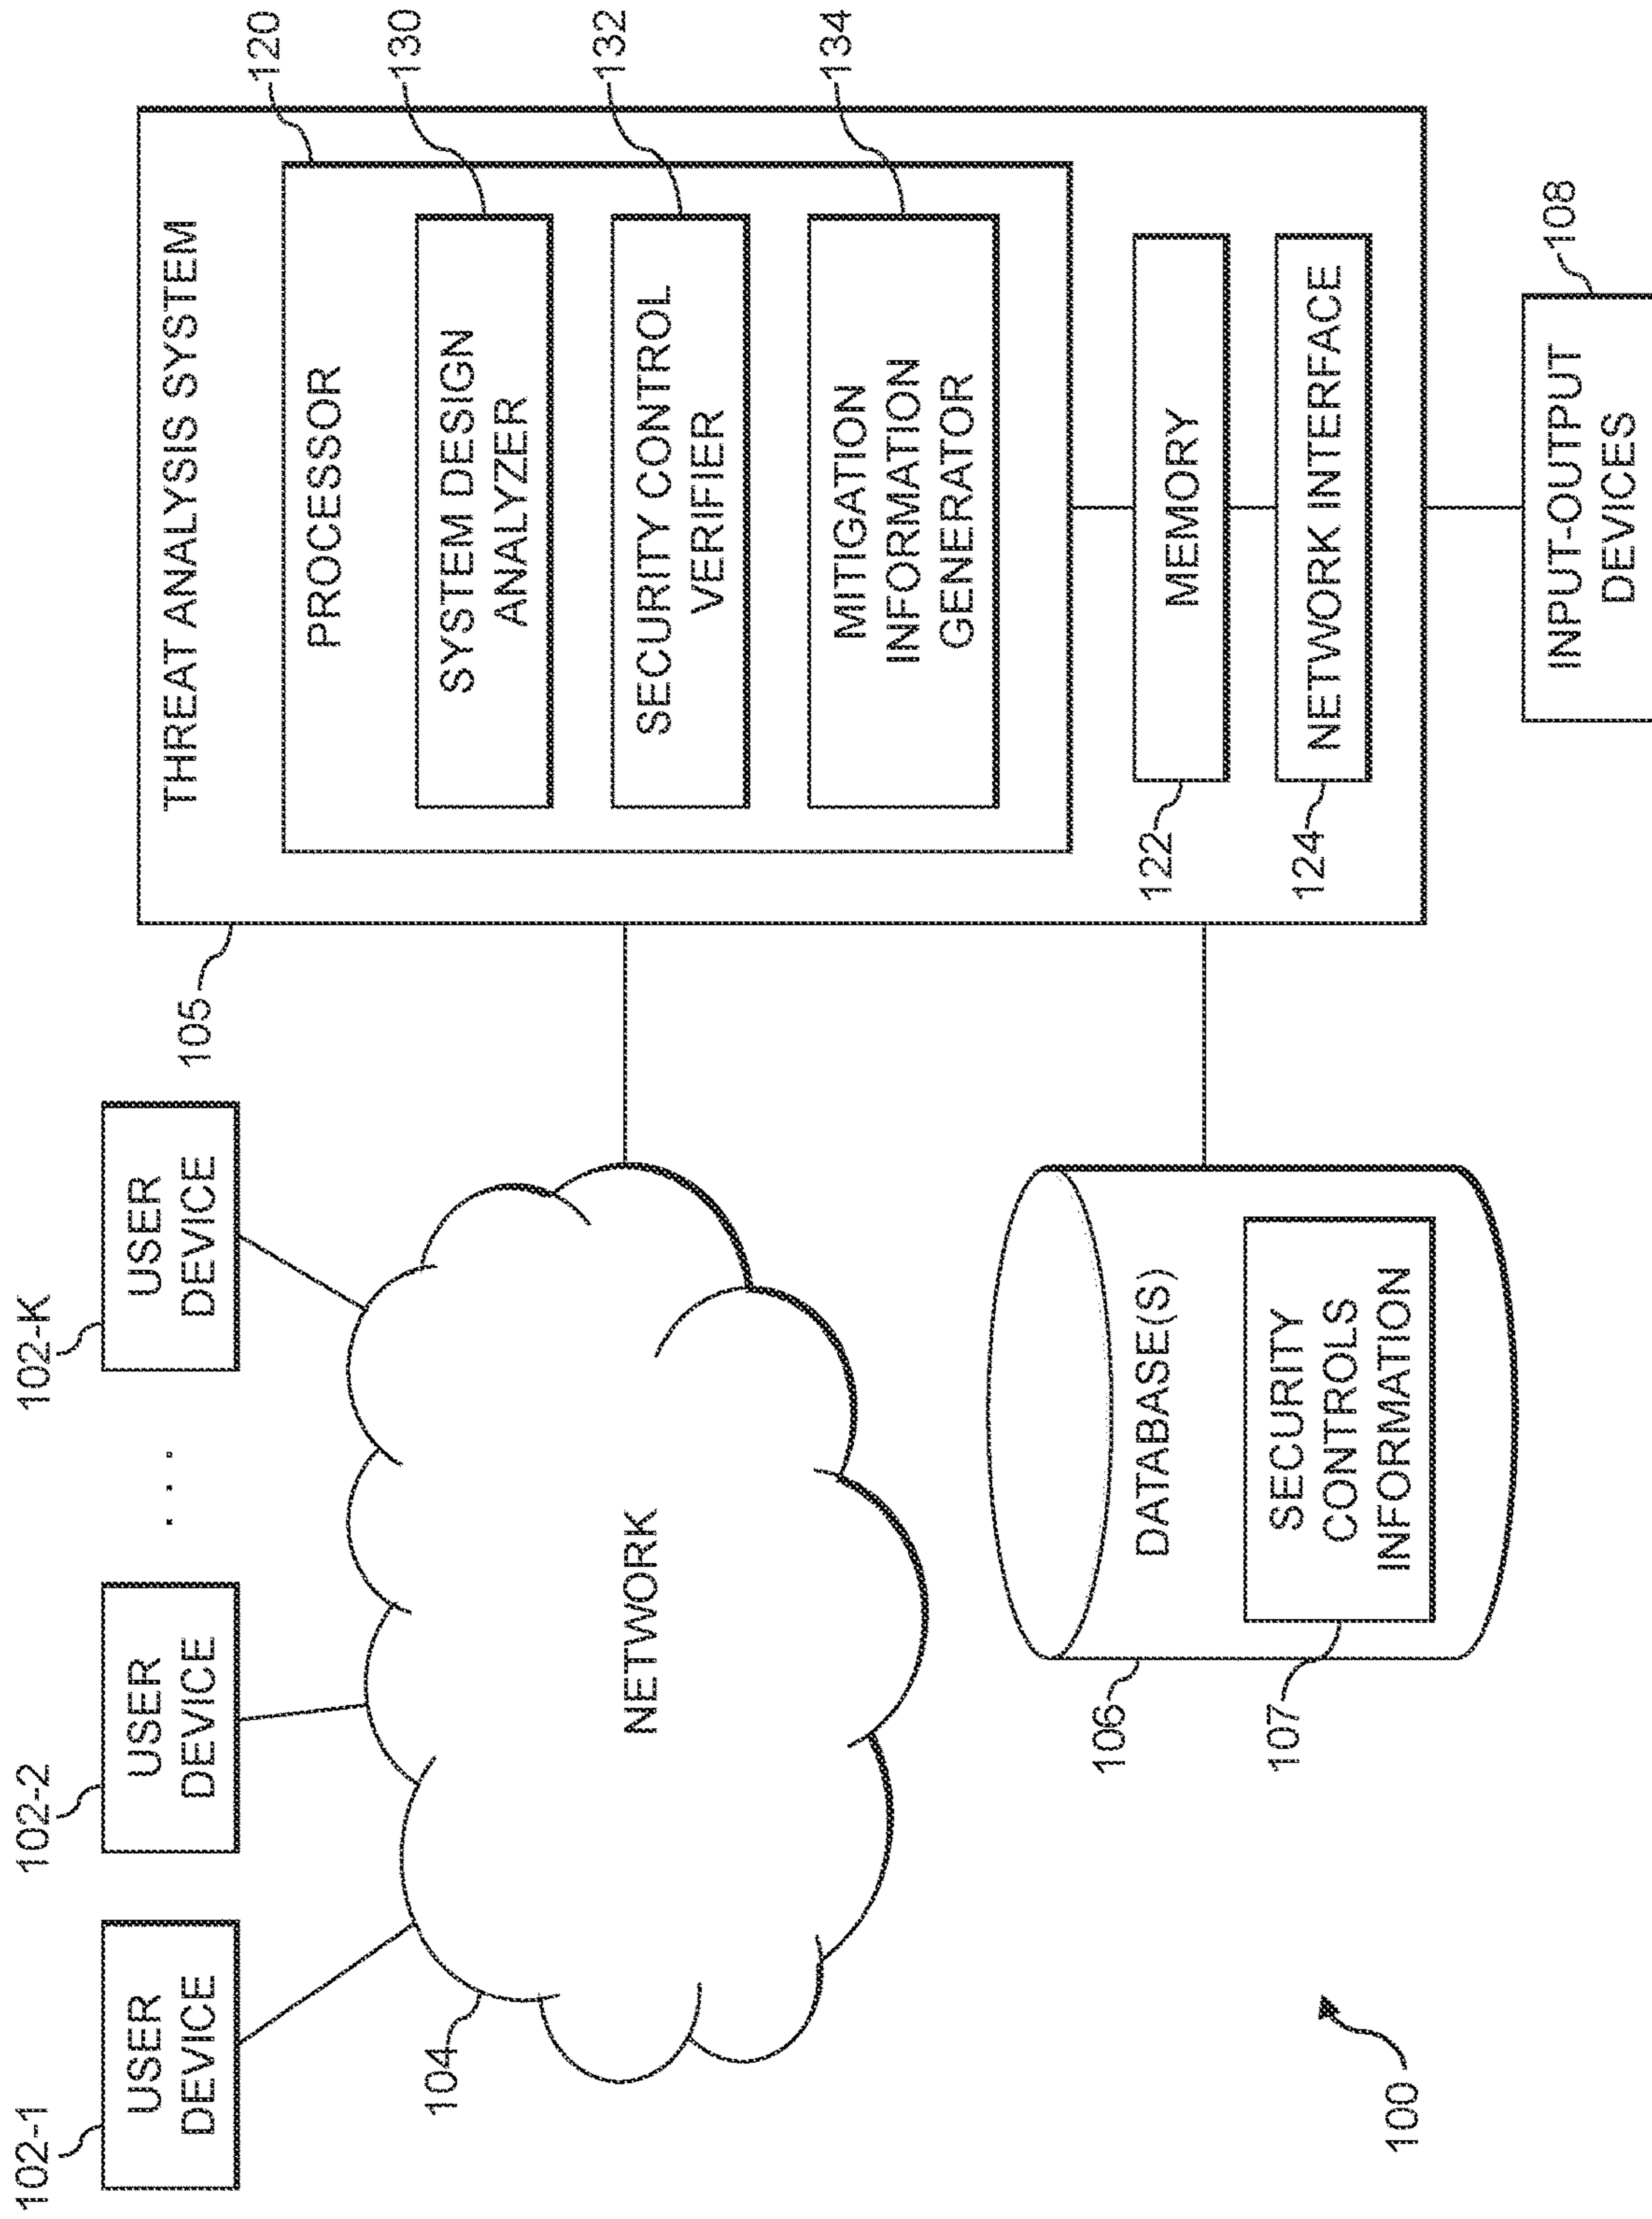 102-1
USER
DEVICE
102-2
USER
DEVICE
. . .
102-K
USER
DEVICE
104
NETWORK
106
DATABASE(S)
107
SECURITY
CONTROLS
INFORMATION
100
105
THREAT ANALYSIS SYSTEM
120
PROCESSOR
130
SYSTEM DESIGN
ANALYZER
132
SECURITY CONTROL
VERIFIER
134
MITIGATION
INFORMATION
GENERATOR
122
MEMORY
124
NETWORK INTERFACE
108
INPUT-OUTPUT
DEVICES